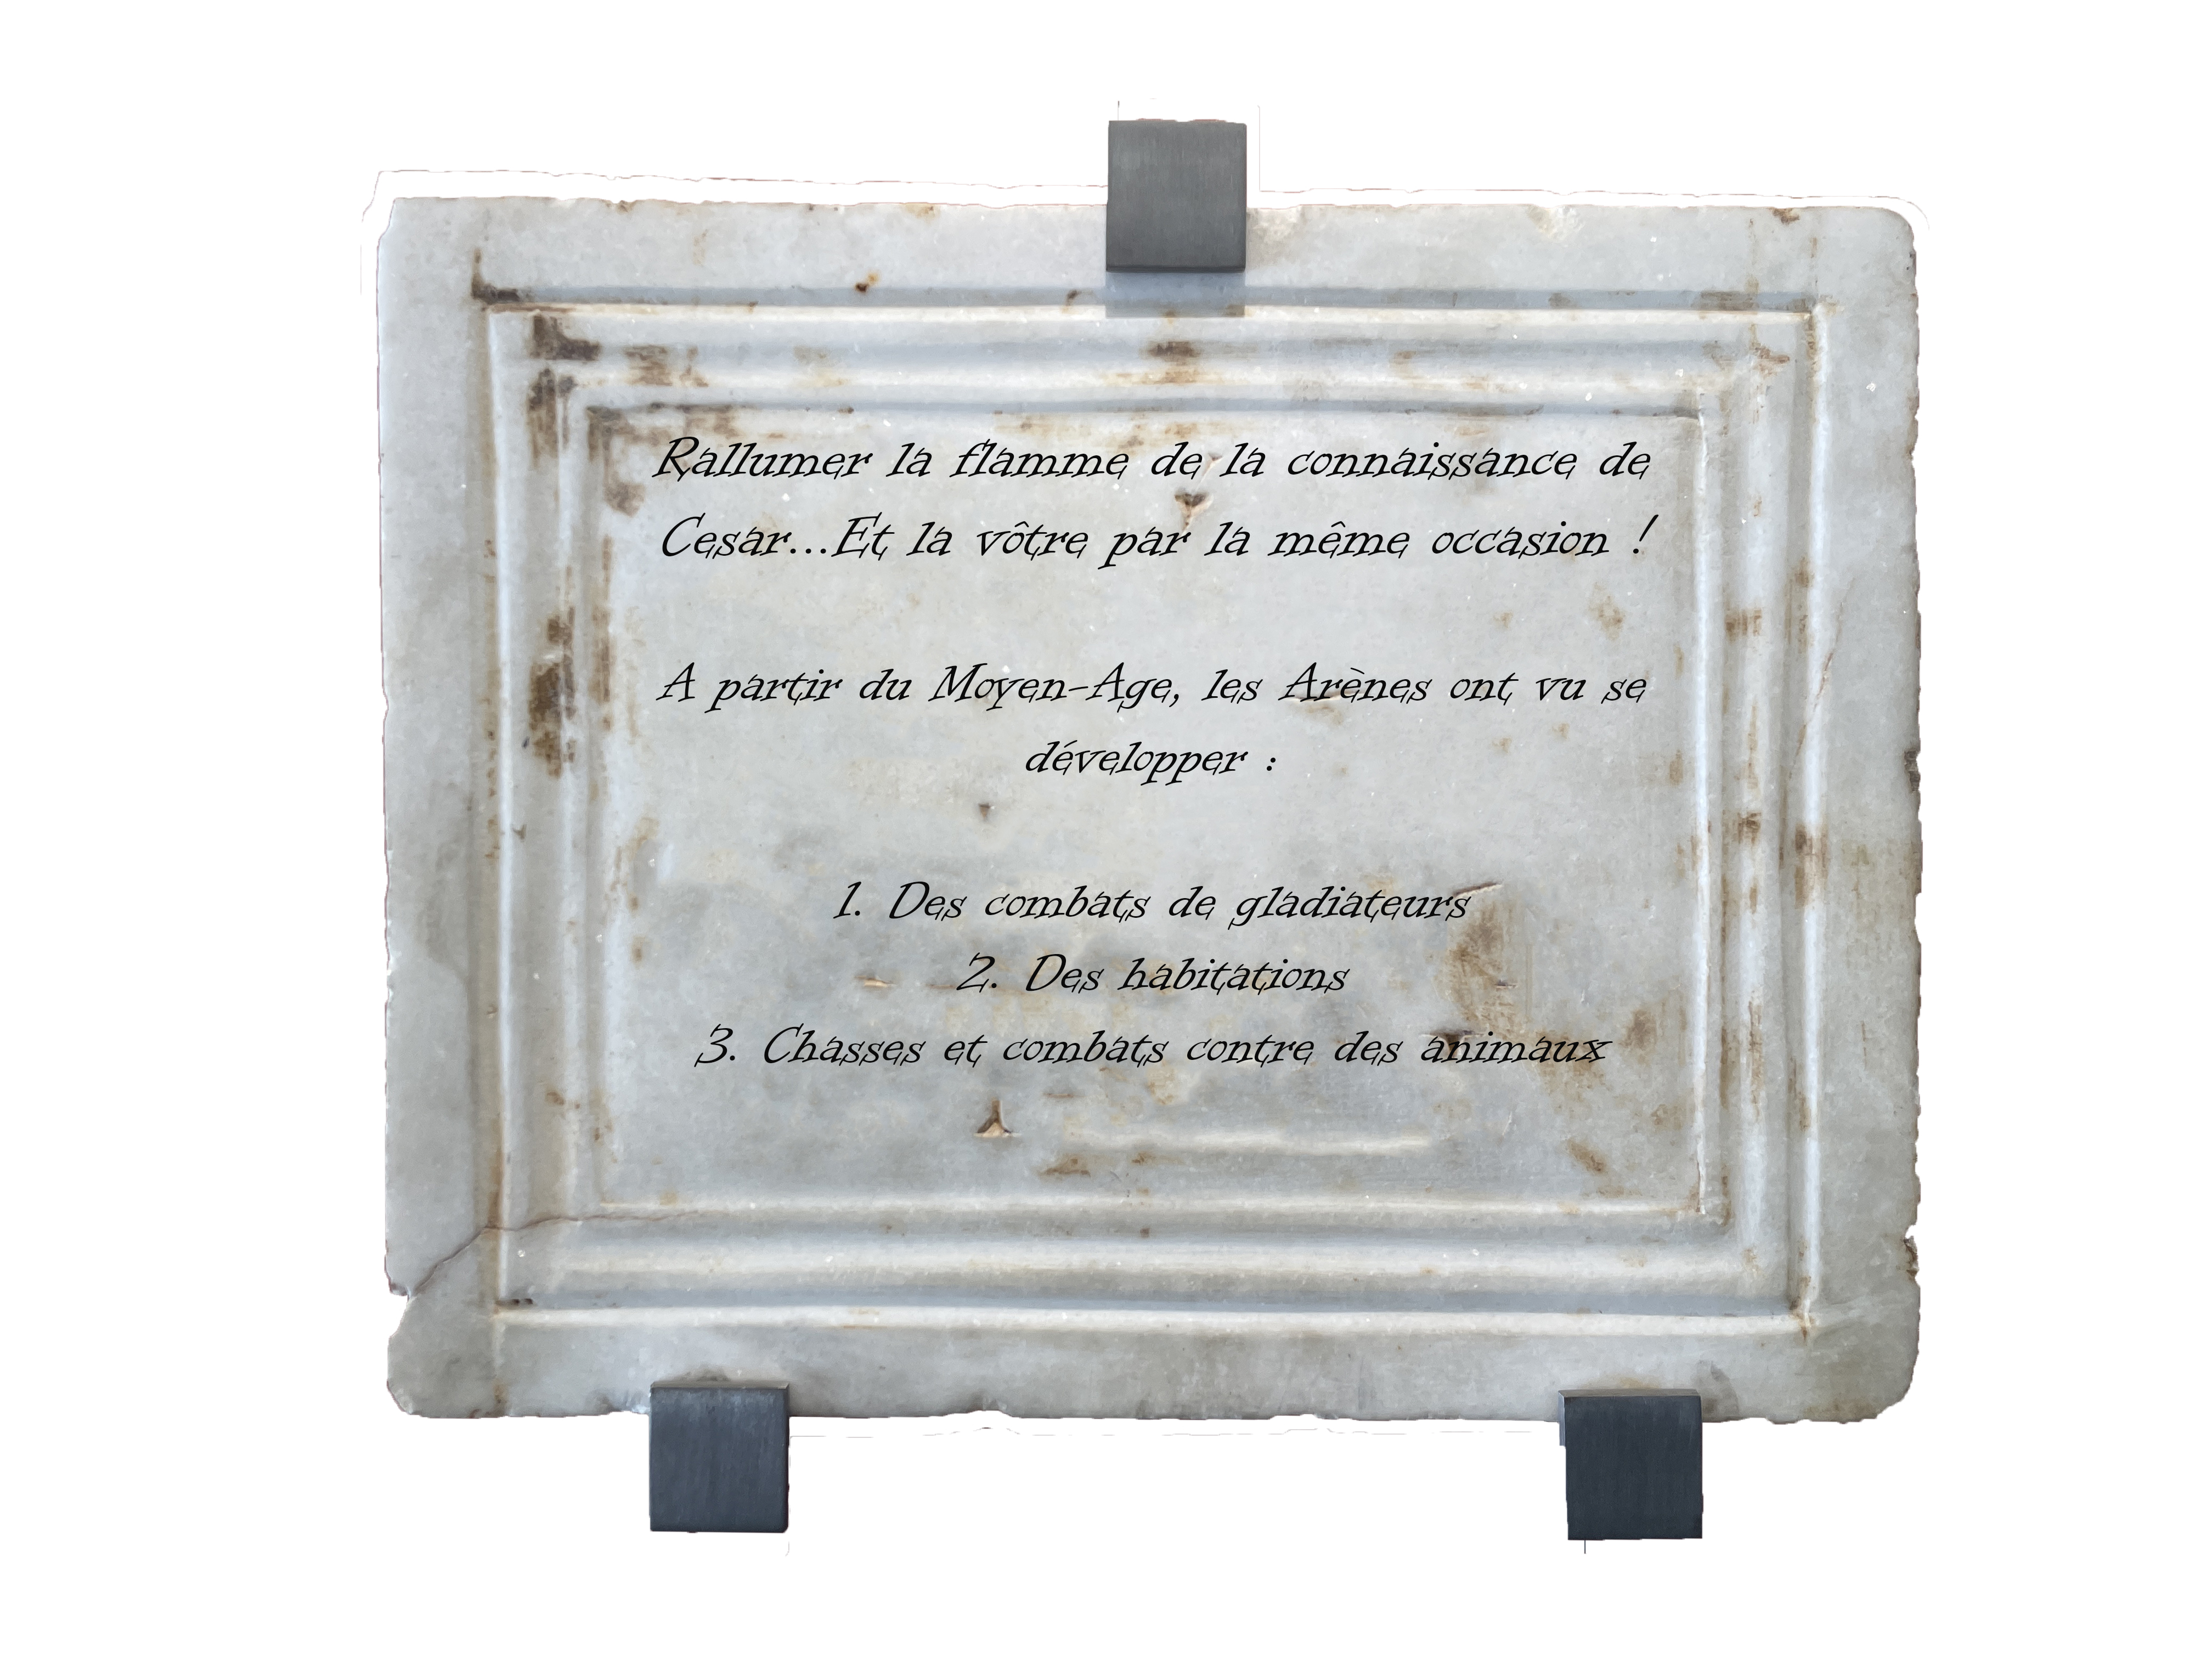 Rallumer la flamme de la connaissance de
Cesar...Et la vôtre par la même occasion !
A partir du Moyen-Age, les Arènes ont vu se
développer :
1. Des combats de gladiateurs
2. Des habitations
3. Chasses et combats contre des animaux